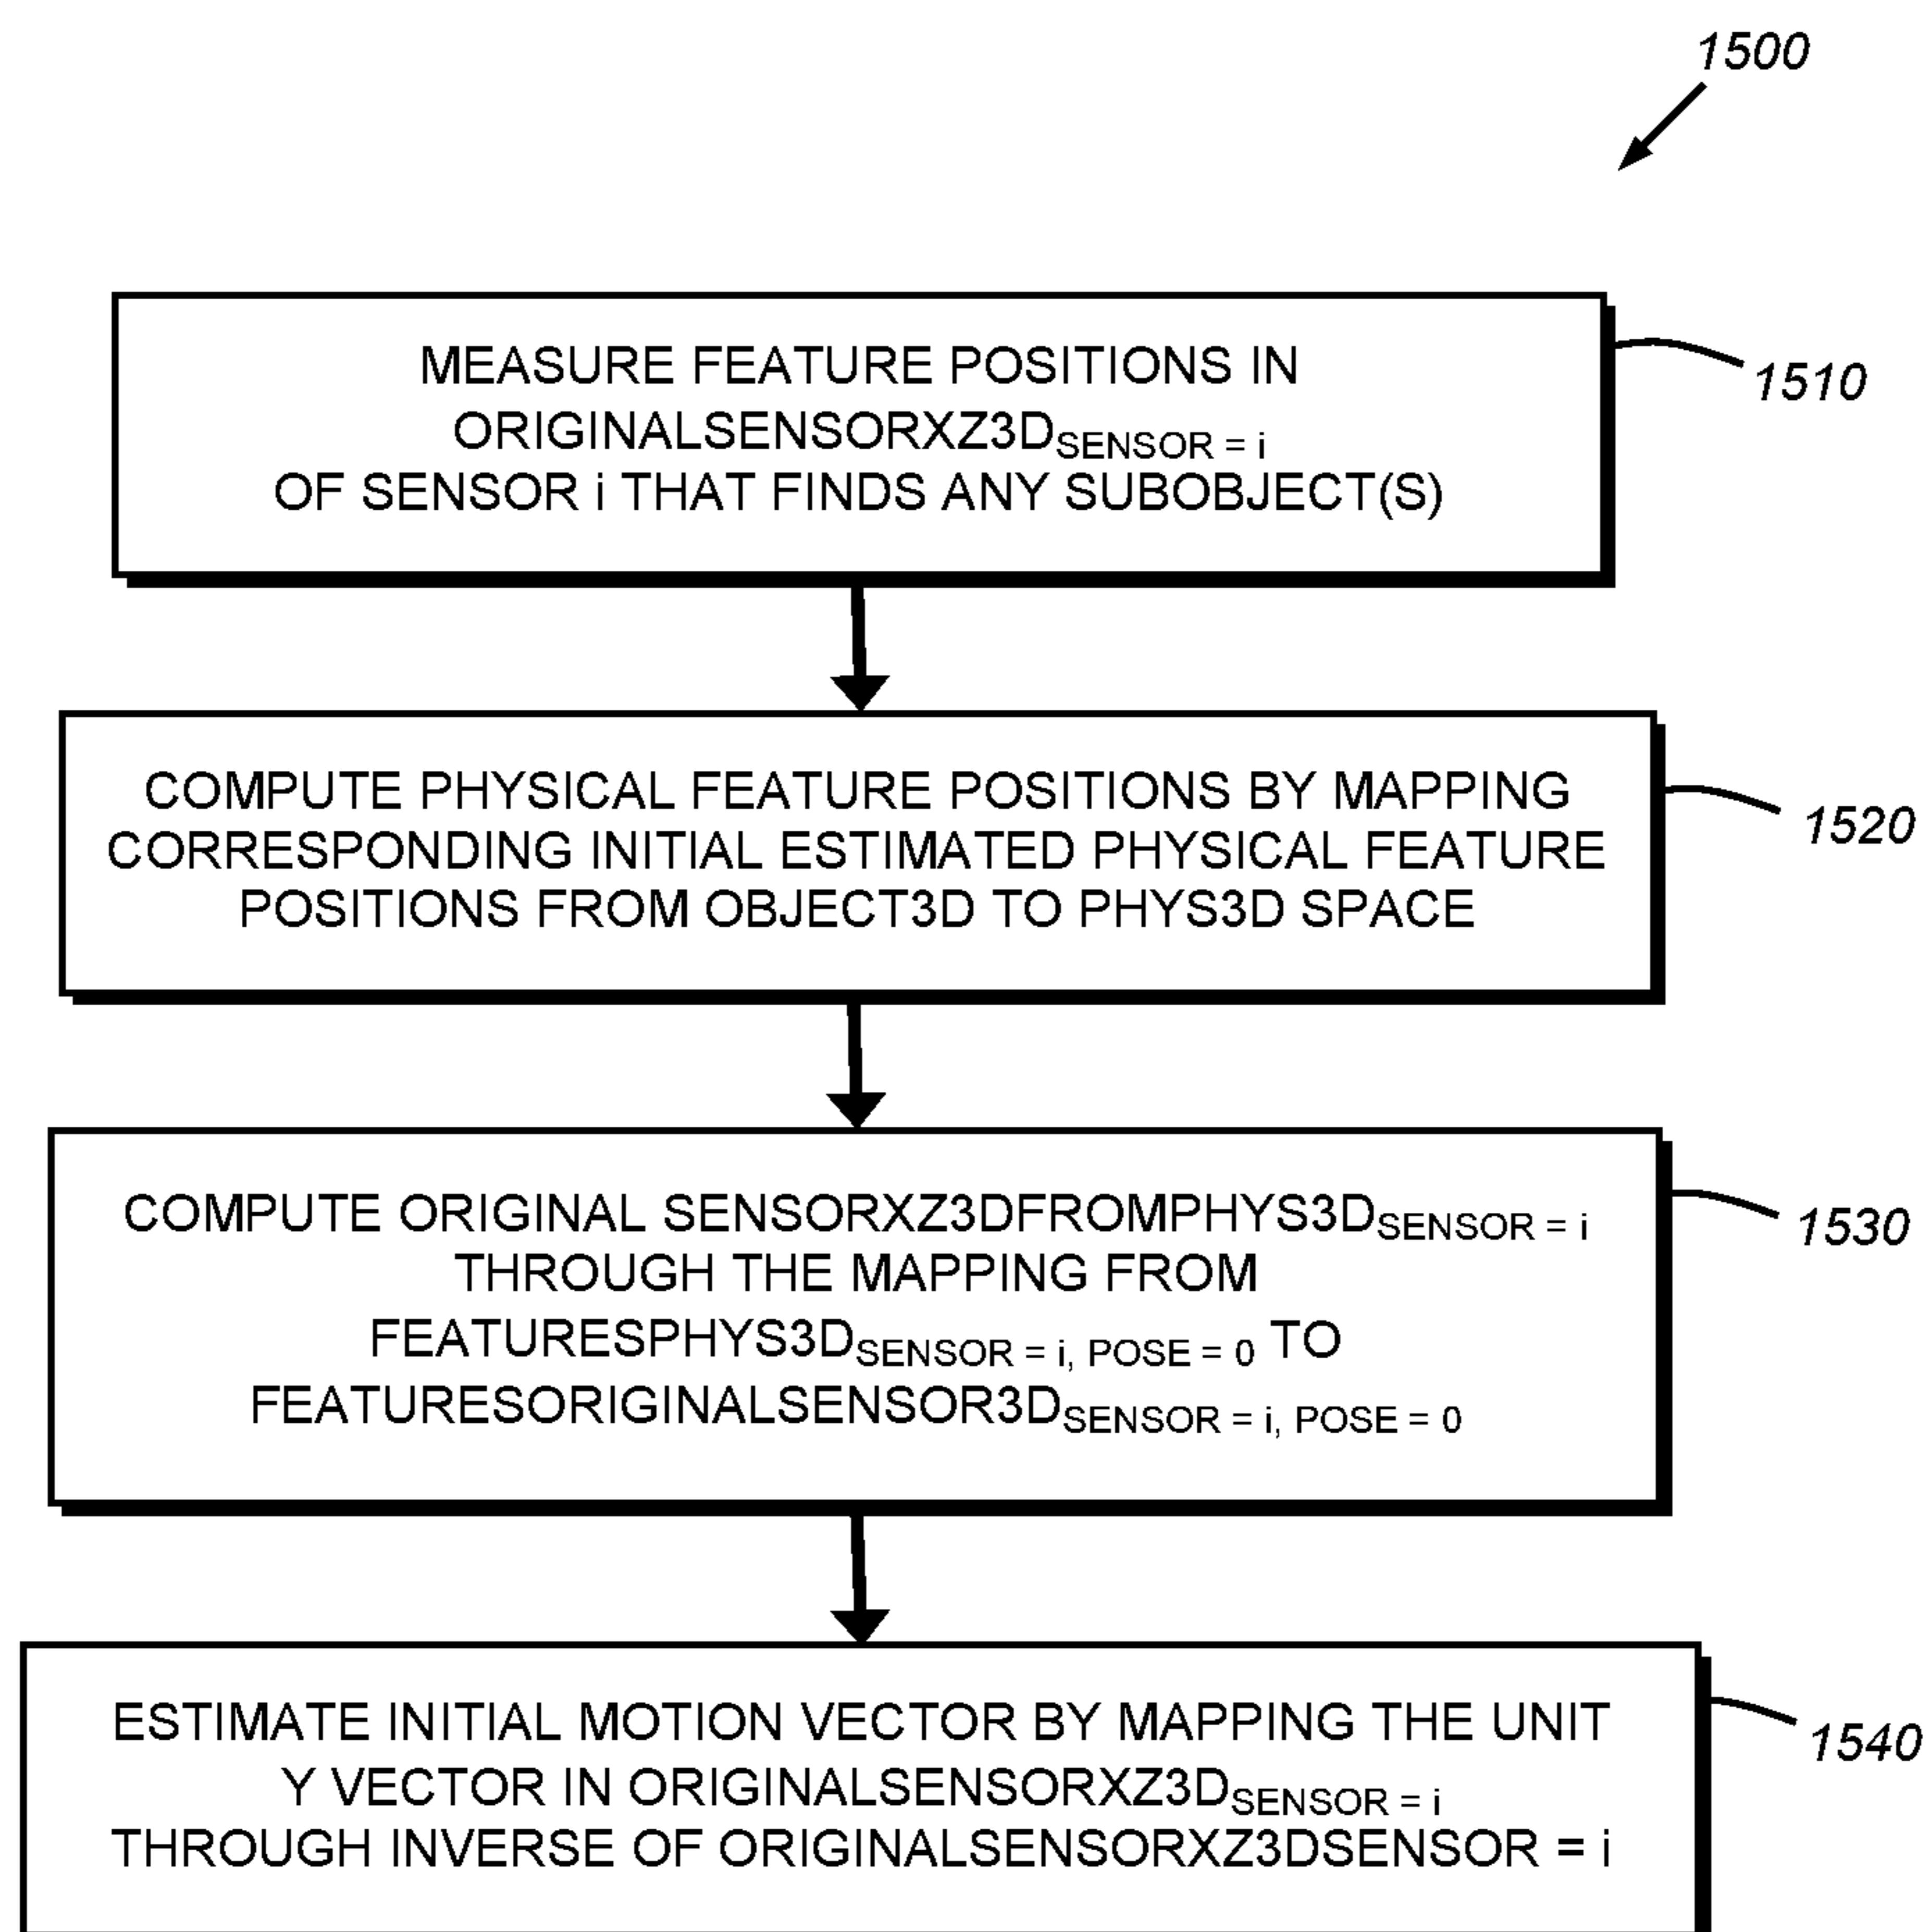 1500
MEASURE FEATURE POSITIONS IN
ORIGINALSENSORXZ3DSENSOR = i
OF SENSOR i THAT FINDS ANY SUBOBJECT(S)
1510
COMPUTE PHYSICAL FEATURE POSITIONS BY MAPPING
CORRESPONDING INITIAL ESTIMATED PHYSICAL FEATURE
POSITIONS FROM OBJECT3D TO PHYS3D SPACE
1520
COMPUTE ORIGINAL SENSORXZ3DFROMPHYS3DSENSOR = i
THROUGH THE MAPPING FROM
FEATURESPHYS3DSENSOR = i, POSE = 0 TO
FEATURESORIGINALSENSOR3DSENSOR = i, POSE = 0
1530
ESTIMATE INITIAL MOTION VECTOR BY MAPPING THE UNIT
Y VECTOR IN ORIGINALSENSORXZ3DSENSOR = i
THROUGH INVERSE OF ORIGINALSENSORXZ3DSENSOR = i
1540